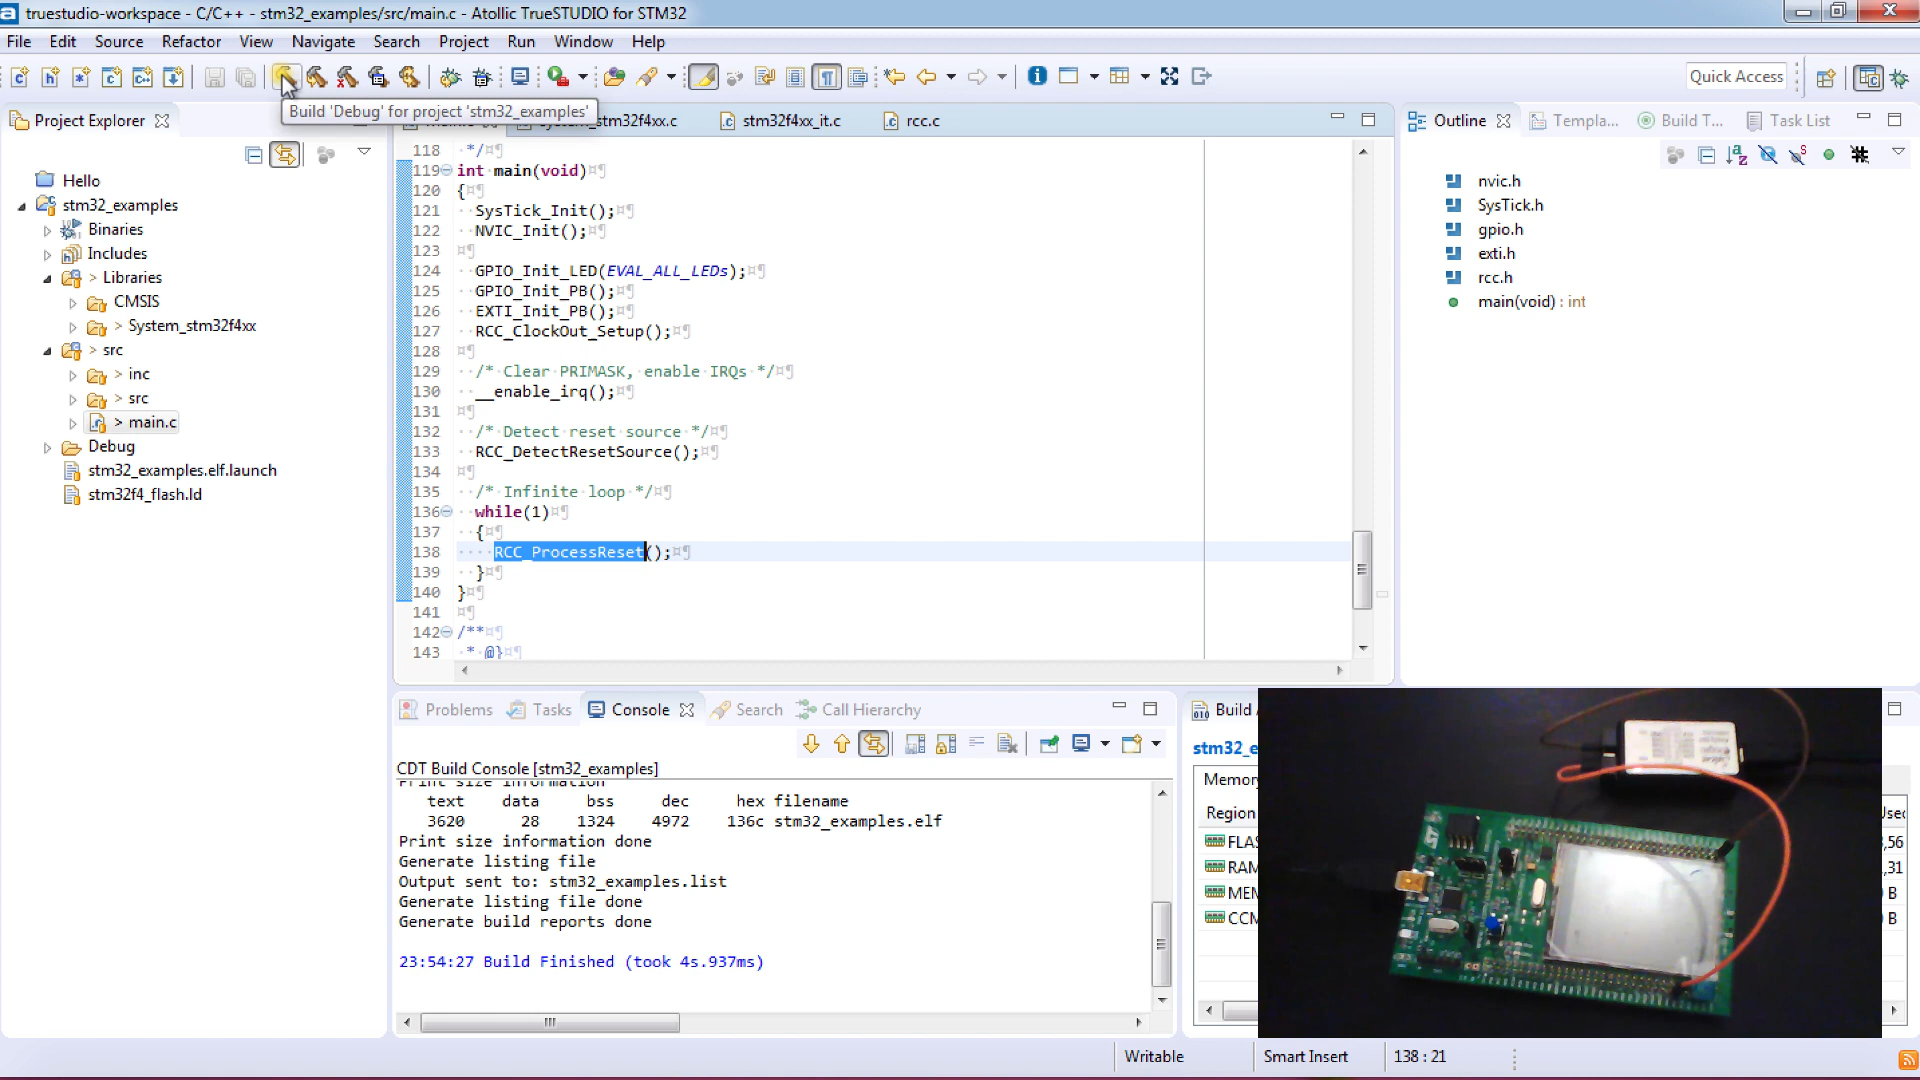 truestudio-workspace - C/C++ - stm32_examples/src/main.c - Atollic TrueSTUDIO for STM32
File Edit Source Refactor View Navigate Search Project Run Window Help
Quick Access
Build 'Debug' for project 'stm32_examples'
Project Explorer
Hello
stm32_examples
Binaries
Includes
> Libraries
CMSIS
> System_stm32f4xx
> src
> inc
> src
> main.c
Debug
stm32_examples.elf.launch
stm32f4_flash.ld
stm32f4xx.c stm32f4xx_it.c rcc.c
118 */¤¶
119 int·main(void)¤¶
120 {¤¶
121 ··SysTick_Init();¤¶
122 ··NVIC_Init();¤¶
123 ¤¶
124 ··GPIO_Init_LED(EVAL_ALL_LEDs);¤¶
125 ··GPIO_Init_PB();¤¶
126 ··EXTI_Init_PB();¤¶
127 ··RCC_ClockOut_Setup();¤¶
128 ¤¶
129 ··/*·Clear·PRIMASK,·enable·IRQs·*/¤¶
130 ··__enable_irq();¤¶
131 ¤¶
132 ··/*·Detect·reset·source·*/¤¶
133 ··RCC_DetectResetSource();¤¶
134 ¤¶
135 ··/*·Infinite·loop·*/¤¶
136 ··while(1)¤¶
137 ··{¤¶
138 ····RCC_ProcessReset();¤¶
139 ··}¤¶
140 }¤¶
141 ¤¶
142 /**¤¶
143 ·*·@}¤¶
Outline Templa... Build T... Task List
nvic.h
SysTick.h
gpio.h
exti.h
rcc.h
main(void) : int
Problems Tasks Console Search Call Hierarchy
CDT Build Console [stm32_examples]
Print size information
text data bss dec hex filename
3620 28 1324 4972 136c stm32_examples.elf
Print size information done
Generate listing file
Output sent to: stm32_examples.list
Generate listing file done
Generate build reports done
23:54:27 Build Finished (took 4s.937ms)
Build
stm32_e
Memory
Region
FLAS
RAM
MEM
CCM
,56
,31
B
B
Writable Smart Insert 138 : 21